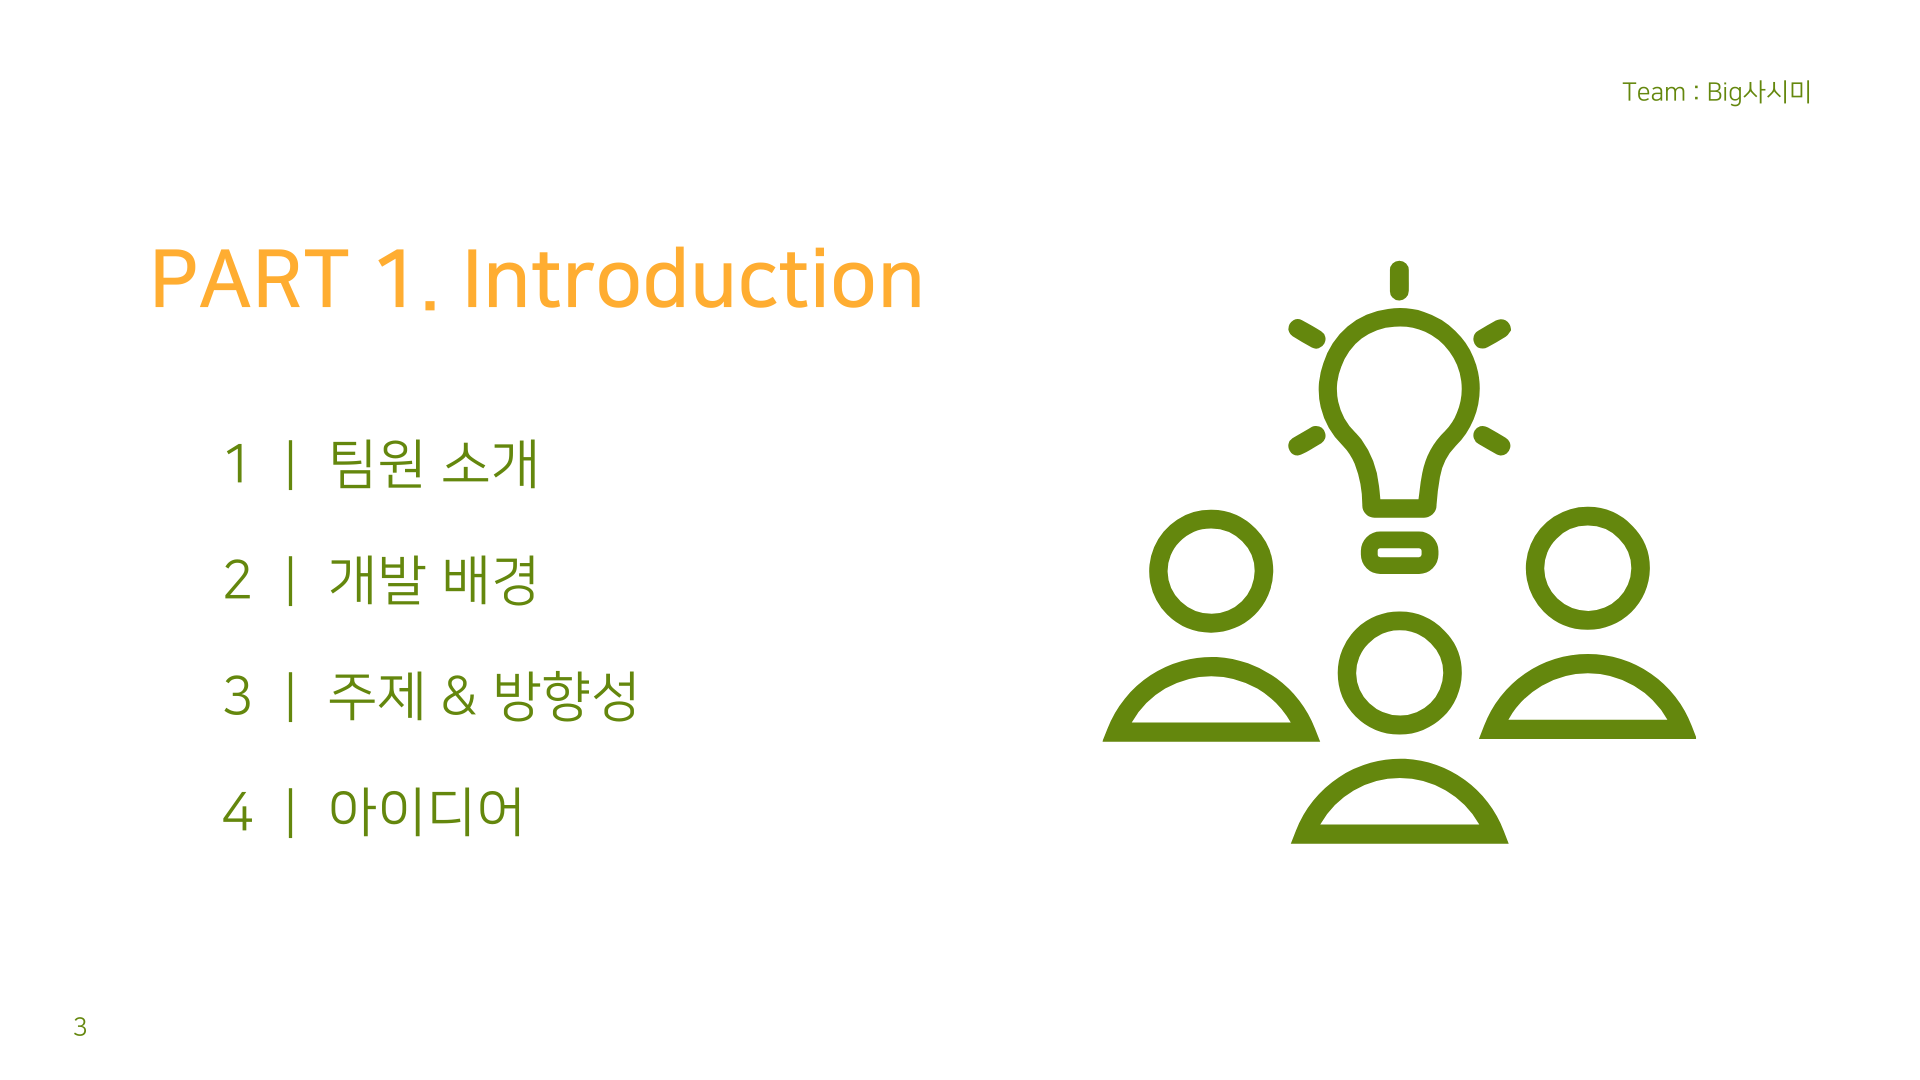 Team : Big사시미
PART 1. Introduction
1 | 팀원 소개
2 | 개발 배경
3 | 주제 & 방향성
4 | 아이디어
3